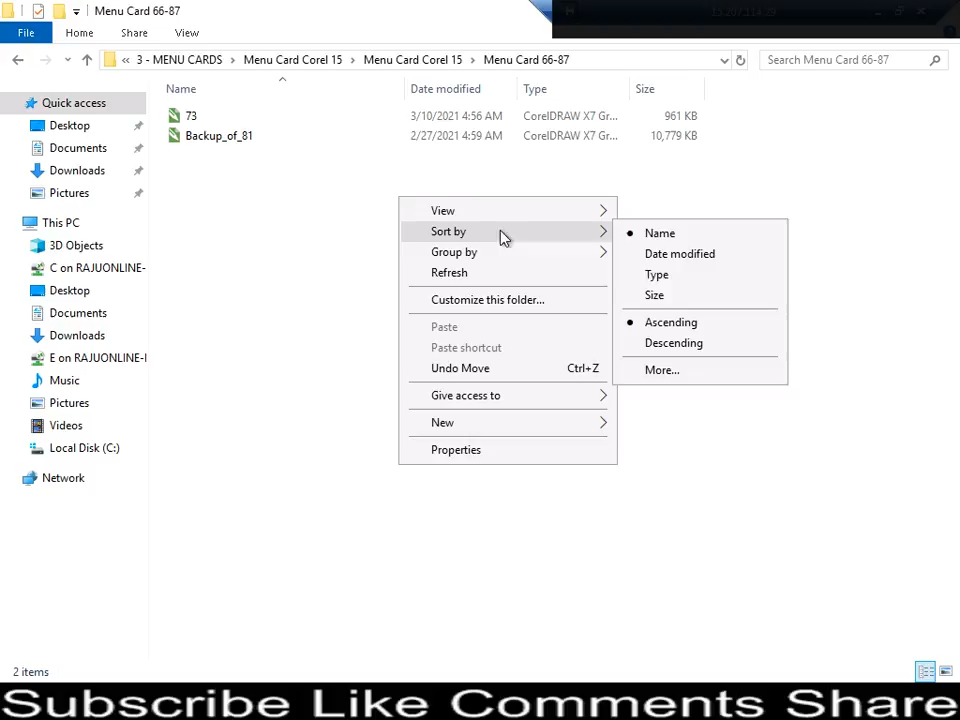 Menu Card 66-87
File Home Share View
« 3 - MENU CARDS > Menu Card Corel 15 > Menu Card Corel 15 > Menu Card 66-87
Search Menu Card 66-87
Name Date modified Type Size
73 3/10/2021 4:56 AM CorelDRAW X7 Gr... 961 KB
Backup_of_81 2/27/2021 4:59 AM CorelDRAW X7 Gr... 10,779 KB
Quick access
Desktop
Documents
Downloads
Pictures
This PC
3D Objects
C on RAJUONLINE-
Desktop
Documents
Downloads
E on RAJUONLINE-
Music
Pictures
Videos
Local Disk (C:)
Network
View
Sort by
Group by
Refresh
Customize this folder...
Paste
Paste shortcut
Undo Move Ctrl+Z
Give access to
New
Properties
Name
Date modified
Type
Size
Ascending
Descending
More...
2 items
Subscribe Like Comments Share